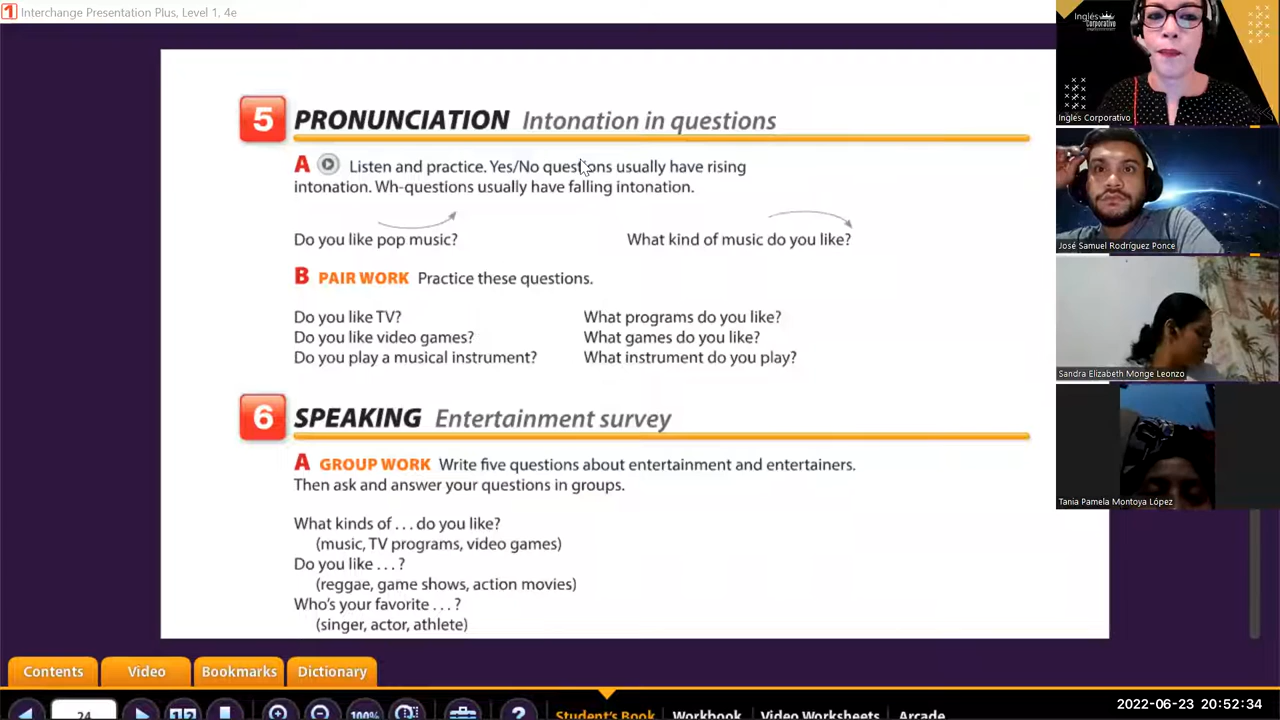 Interchange Presentation Plus, Level 1, 4e
5 PRONUNCIATION Intonation in questions
A Listen and practice. Yes/No questions usually have rising
intonation. Wh-questions usually have falling intonation.
Do you like pop music? What kind of music do you like?
B PAIR WORK Practice these questions.
Do you like TV? What programs do you like?
Do you like video games? What games do you like?
Do you play a musical instrument? What instrument do you play?
6 SPEAKING Entertainment survey
A GROUP WORK Write five questions about entertainment and entertainers.
Then ask and answer your questions in groups.
What kinds of . . . do you like?
(music, TV programs, video games)
Do you like . . . ?
(reggae, game shows, action movies)
Who's your favorite . . . ?
(singer, actor, athlete)
Contents Video Bookmarks Dictionary
24 100% ? Student's Book Workbook Video Worksheets Arcade
Inglés
Corporativo
Inglés Corporativo
José Samuel Rodríguez Ponce
Sandra Elizabeth Monge Leonzo
Tania Pamela Montoya López
2022-06-23 20:52:34